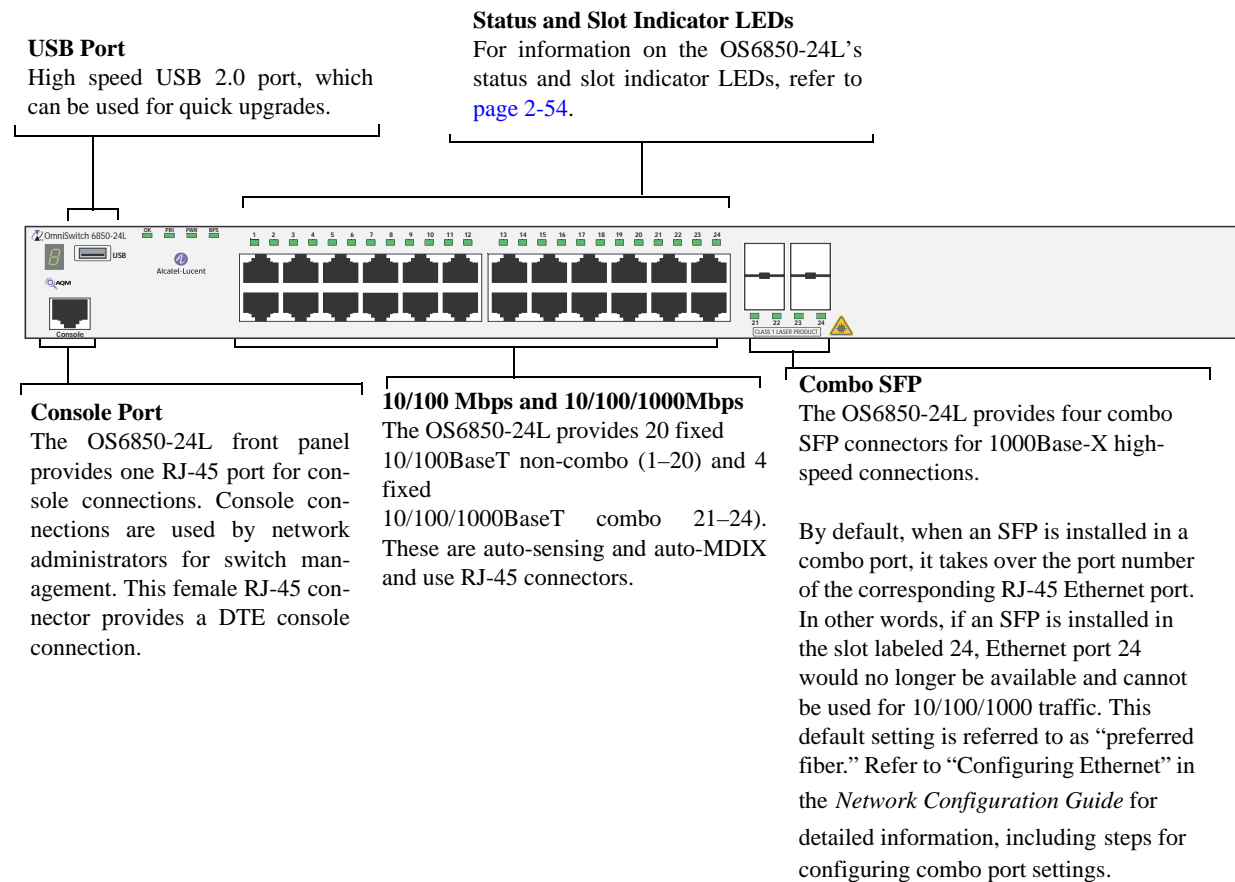 Status and Slot Indicator LEDs
For information on the OS6850-24L's
status and slot indicator LEDs, refer to
page 2-54.
USB Port
High speed USB 2.0 port, which
can be used for quick upgrades.
OmniSwitch 6850-24L
OK PRI PWR BPS
1 2 3 4 5 6 7 8 9 10 11 12 13 14 15 16 17 18 19 20 21 22 23 24
8
USB
Alcatel-Lucent
AQM
Console
21 22 23 24
CLASS 1 LASER PRODUCT
Console Port
The OS6850-24L front panel
provides one RJ-45 port for con-
sole connections. Console con-
nections are used by network
administrators for switch man-
agement. This female RJ-45 con-
nector provides a DTE console
connection.
10/100 Mbps and 10/100/1000Mbps
The OS6850-24L provides 20 fixed
10/100BaseT non-combo (1–20) and 4
fixed
10/100/1000BaseT combo 21–24).
These are auto-sensing and auto-MDIX
and use RJ-45 connectors.
Combo SFP
The OS6850-24L provides four combo
SFP connectors for 1000Base-X high-
speed connections.
By default, when an SFP is installed in a
combo port, it takes over the port number
of the corresponding RJ-45 Ethernet port.
In other words, if an SFP is installed in
the slot labeled 24, Ethernet port 24
would no longer be available and cannot
be used for 10/100/1000 traffic. This
default setting is referred to as “preferred
fiber.” Refer to “Configuring Ethernet” in
the Network Configuration Guide for
detailed information, including steps for
configuring combo port settings.